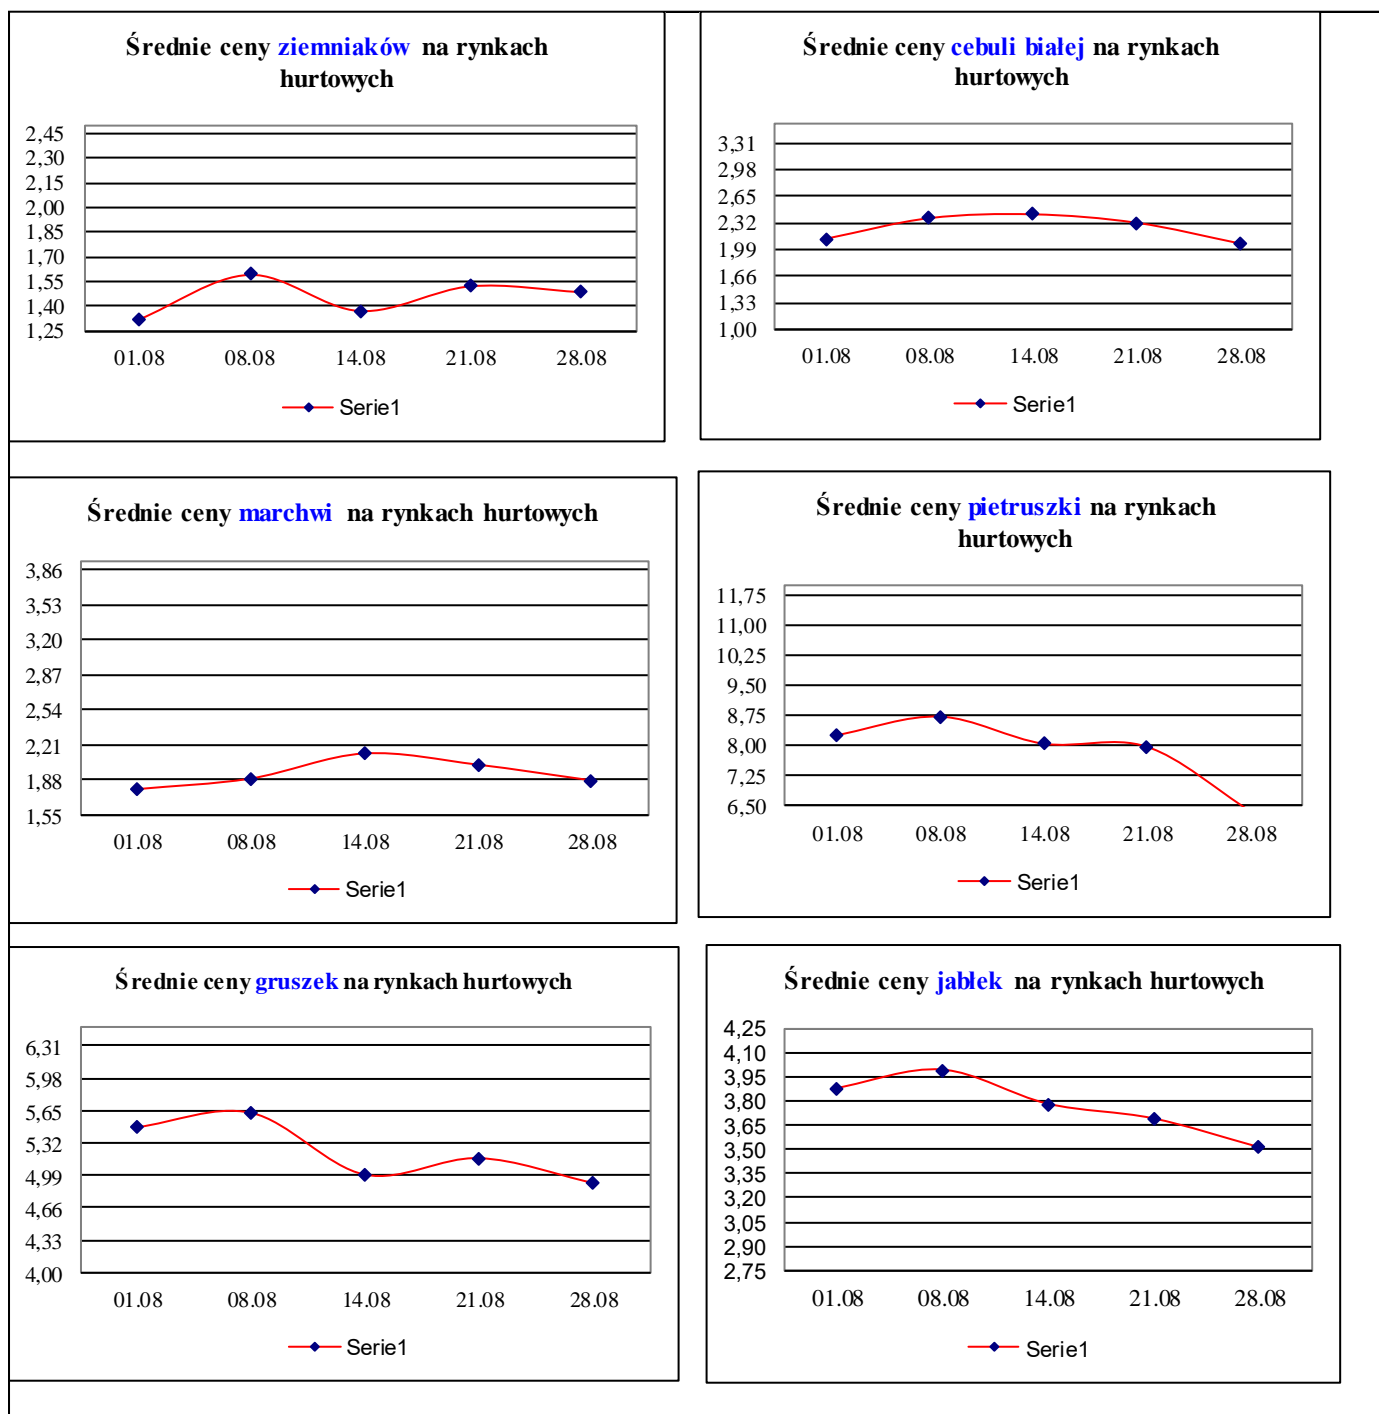 Średnie ceny ziemniaków na rynkach
hurtowych
2,45
2,30
2,15
2,00
1,85
1,70
1,55
1,40
1,25
01.08 08.08 14.08 21.08 28.08
Serie1
Średnie ceny cebuli białej na rynkach
hurtowych
3,31
2,98
2,65
2,32
1,99
1,66
1,33
1,00
01.08 08.08 14.08 21.08 28.08
Serie1
Średnie ceny marchwi na rynkach hurtowych
3,86
3,53
3,20
2,87
2,54
2,21
1,88
1,55
01.08 08.08 14.08 21.08 28.08
Serie1
Średnie ceny pietruszki na rynkach
hurtowych
11,75
11,00
10,25
9,50
8,75
8,00
7,25
6,50
01.08 08.08 14.08 21.08 28.08
Serie1
Średnie ceny gruszek na rynkach hurtowych
6,31
5,98
5,65
5,32
4,99
4,66
4,33
4,00
01.08 08.08 14.08 21.08 28.08
Serie1
Średnie ceny jabłek na rynkach hurtowych
4,25
4,10
3,95
3,80
3,65
3,50
3,35
3,20
3,05
2,90
2,75
01.08 08.08 14.08 21.08 28.08
Serie1